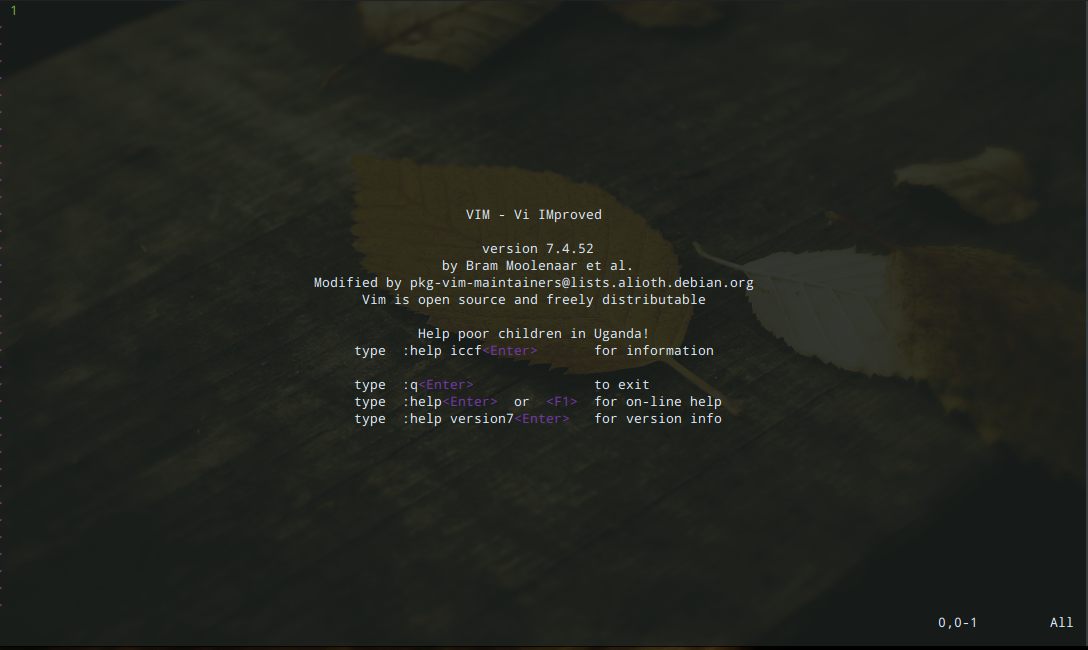 1
VIM - Vi IMproved
version 7.4.52
by Bram Moolenaar et al.
Modified by pkg-vim-maintainers@lists.alioth.debian.org
Vim is open source and freely distributable
Help poor children in Uganda!
type :help iccf<Enter> for information
type :q<Enter> to exit
type :help<Enter> or <F1> for on-line help
type :help version7<Enter> for version info
0,0-1 All